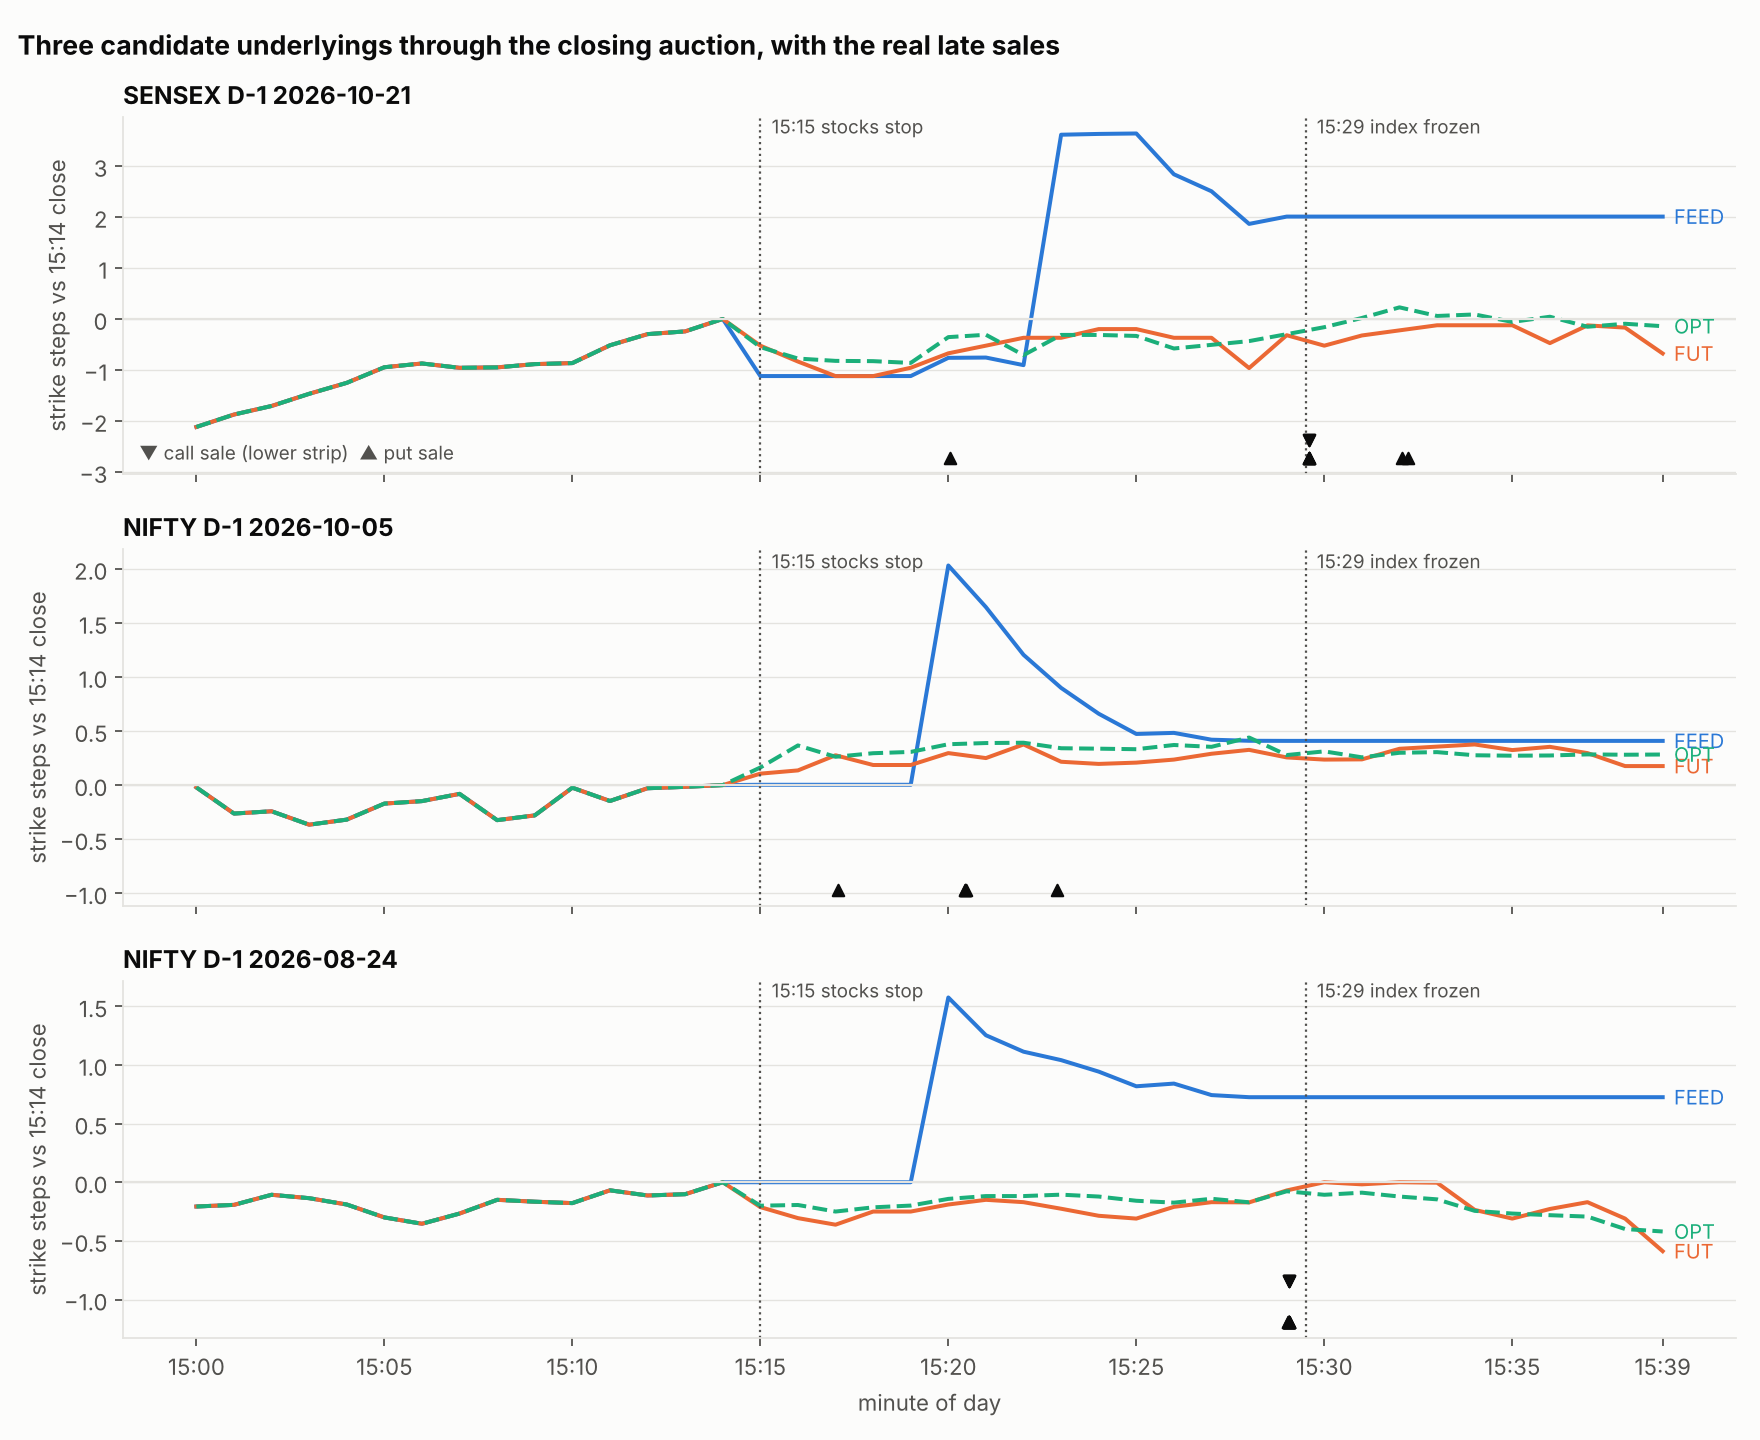 Three candidate underlyings through the closing auction, with the real late sales
SENSEX D-1 2026-10-21
15:15 stocks stop
15:29 index frozen
strike steps vs 15:14 close
3
2
1
0
−1
−2
−3
FEED
OPT
FUT
▼ call sale (lower strip) ▲ put sale
NIFTY D-1 2026-10-05
15:15 stocks stop
15:29 index frozen
strike steps vs 15:14 close
2.0
1.5
1.0
0.5
0.0
−0.5
−1.0
FEED
OPT
FUT
NIFTY D-1 2026-08-24
15:15 stocks stop
15:29 index frozen
strike steps vs 15:14 close
1.5
1.0
0.5
0.0
−0.5
−1.0
FEED
OPT
FUT
15:00 15:05 15:10 15:15 15:20 15:25 15:30 15:35 15:39
minute of day